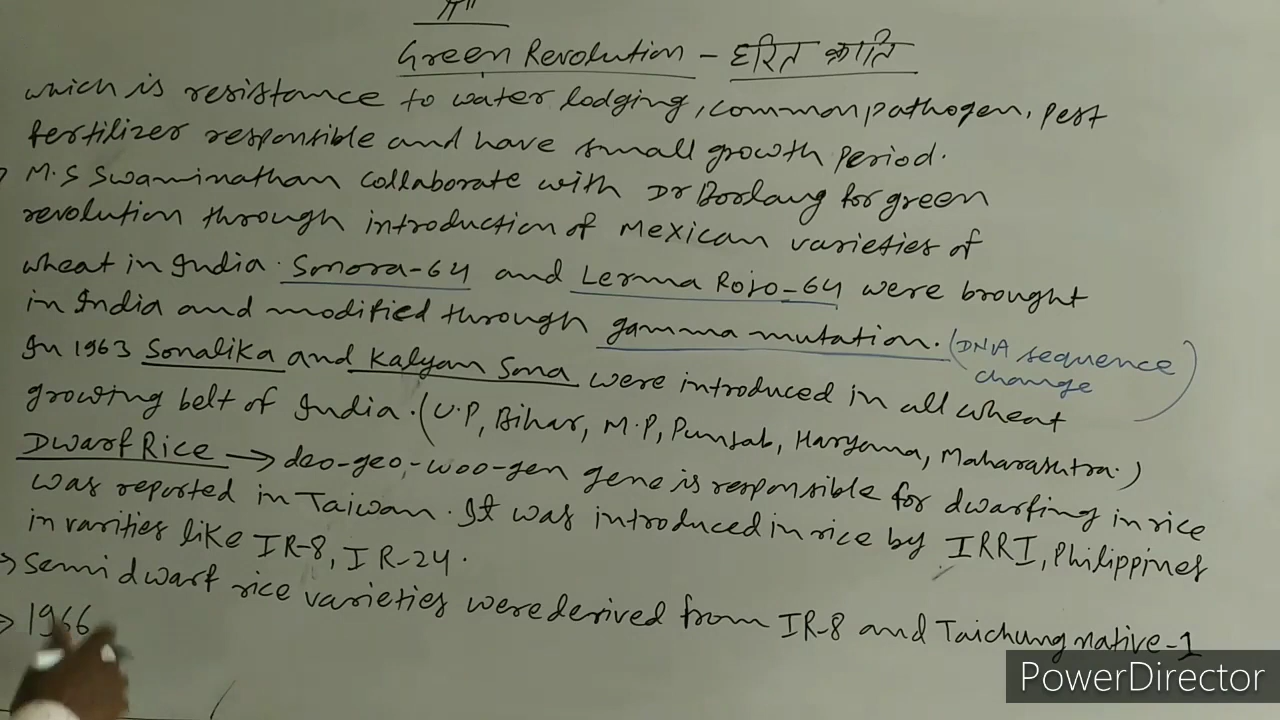 Green Revolution - हरित क्रांति
which is resistance to water lodging, common pathogen, pest
fertilizer responsible and have small growth period.
M.S Swaminathan collaborate with Dr Borlaug for green
revolution through introduction of Mexican varieties of
wheat in India. Sonora-64 and Lerma Rojo-64 were brought
in India and modified through gamma mutation. (DNA sequence change)
In 1963 Sonalika and Kalyan Sona were introduced in all wheat
growing belt of India. (U.P, Bihar, M.P, Punjab, Haryana, Maharashtra.)
Dwarf Rice → deo-geo-woo-gen gene is responsible for dwarfing in rice
was reported in Taiwan. It was introduced in rice by IRRI, Philippines
in varities like IR-8, IR-24.
→ Semi dwarf rice varieties were derived from IR-8 and Taichung native-1
→ 1966
PowerDirector